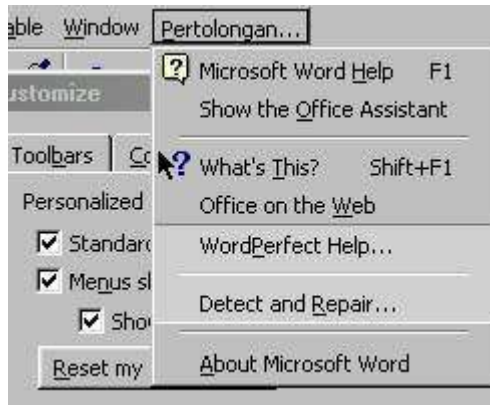 able Window Pertolongan...
Microsoft Word Help F1
ustomize
Show the Office Assistant
Toolbars Co
What's This? Shift+F1
Personalized
Office on the Web
Standard
WordPerfect Help...
Menus sl
Detect and Repair...
Sho
Reset my
About Microsoft Word